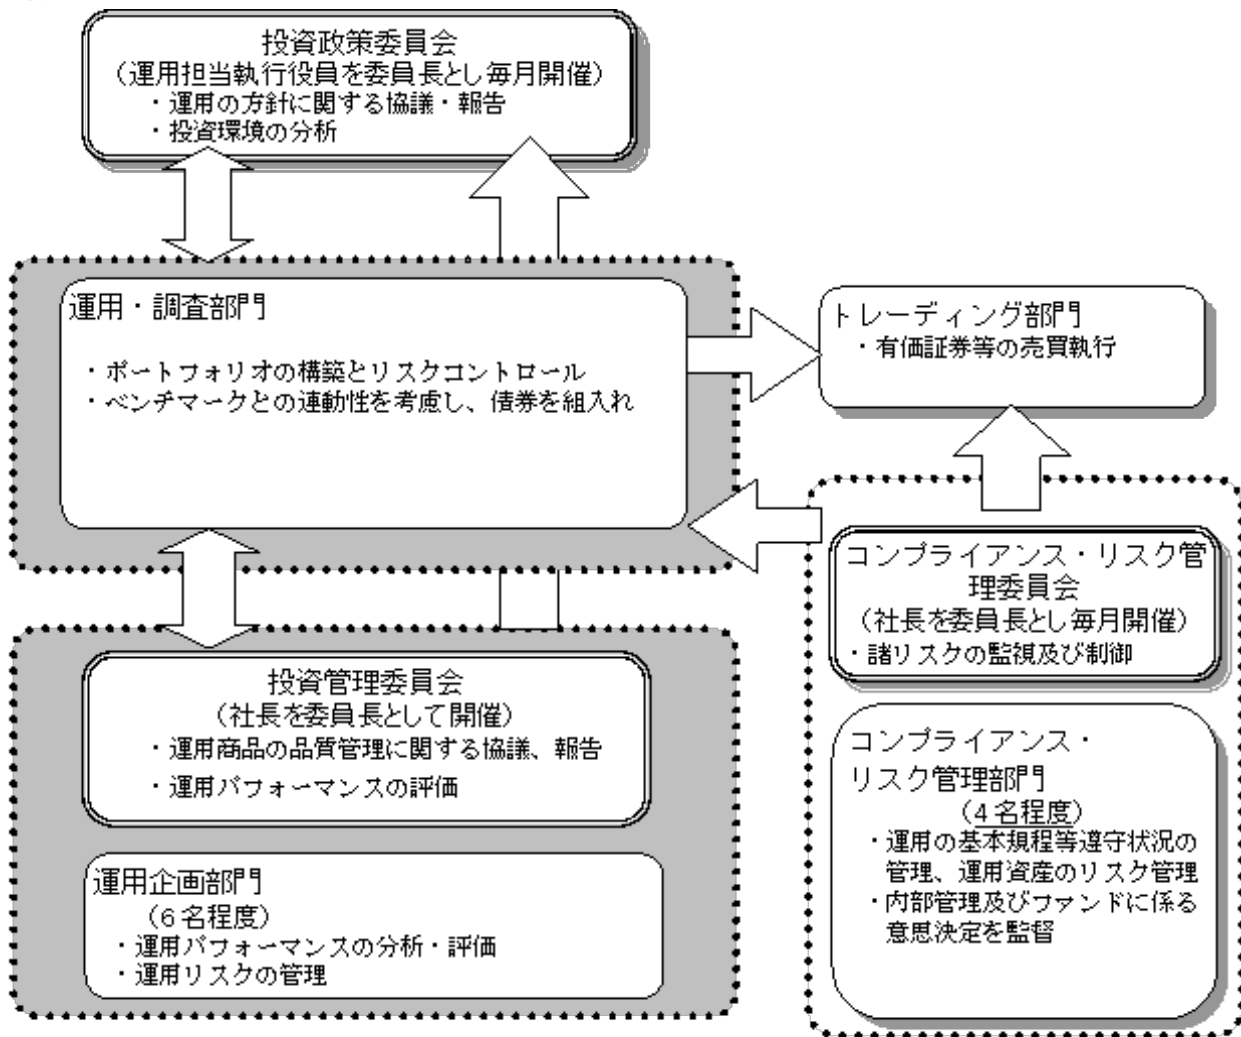 投資政策委員会
（運用担当執行役員を委員長とし毎月開催）
・運用の方針に関する協議・報告
・投資環境の分析
運用・調査部門
・ポートフォリオの構築とリスクコントロール
・ベンチマークとの連動性を考慮し、債券を組入れ
トレーディング部門
・有価証券等の売買執行
コンプライアンス・リスク管
理委員会
（社長を委員長とし毎月開催）
・諸リスクの監視及び制御
投資管理委員会
（社長を委員長として開催）
・運用商品の品質管理に関する協議、報告
・運用パフォーマンスの評価
運用企画部門
（6名程度）
・運用パフォーマンスの分析・評価
・運用リスクの管理
コンプライアンス・
リスク管理部門
（4名程度）
・運用の基本規程等遵守状況の
管理、運用資産のリスク管理
・内部管理及びファンドに係る
意思決定を監督